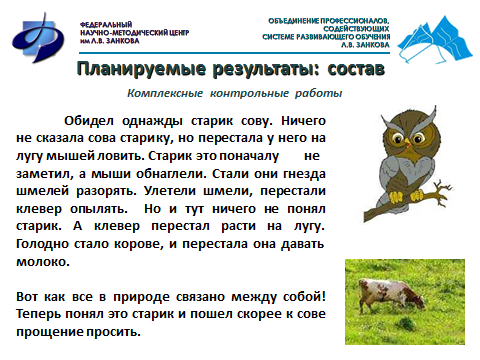 ФЕДЕРАЛЬНЫЙ
НАУЧНО-МЕТОДИЧЕСКИЙ ЦЕНТР
ИМ Л.В. ЗАНКОВА
ОБЪЕДИНЕНИЕ ПРОФЕССИОНАЛОВ,
СОДЕЙСТВУЮЩИХ
СИСТЕМЕ РАЗВИВАЮЩЕГО ОБУЧЕНИЯ
Л.В. ЗАНКОВА
Планируемые результаты: состав
Комплексные контрольные работы
Обидел однажды старик сову. Ничего
не сказала сова старику, но перестала у него на
лугу мышей ловить. Старик это поначалу не
заметил, а мыши обнаглели. Стали они гнезда
шмелей разорять. Улетели шмели, перестали
клевер опылять. Но и тут ничего не понял
старик. А клевер перестал расти на лугу.
Голодно стало корове, и перестала она давать
молоко.
Вот как все в природе связано между собой!
Теперь понял это старик и пошел скорее к сове
прощение просить.